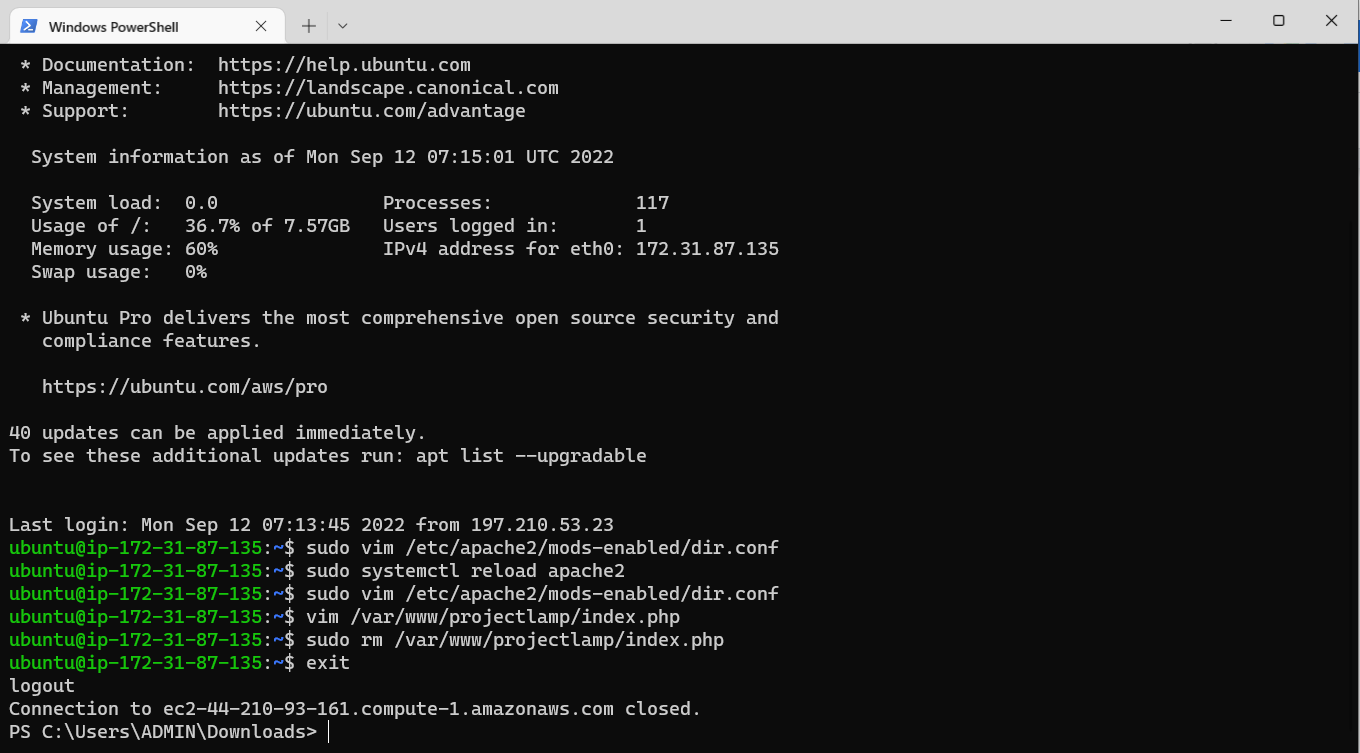 Windows PowerShell
* Documentation:  https://help.ubuntu.com
* Management:     https://landscape.canonical.com
* Support:        https://ubuntu.com/advantage
System information as of Mon Sep 12 07:15:01 UTC 2022
System load:  0.0               Processes:             117
Usage of /:   36.7% of 7.57GB   Users logged in:       1
Memory usage: 60%               IPv4 address for eth0: 172.31.87.135
Swap usage:   0%
* Ubuntu Pro delivers the most comprehensive open source security and
compliance features.
https://ubuntu.com/aws/pro
40 updates can be applied immediately.
To see these additional updates run: apt list --upgradable
Last login: Mon Sep 12 07:13:45 2022 from 197.210.53.23
ubuntu@ip-172-31-87-135:~$ sudo vim /etc/apache2/mods-enabled/dir.conf
ubuntu@ip-172-31-87-135:~$ sudo systemctl reload apache2
ubuntu@ip-172-31-87-135:~$ sudo vim /etc/apache2/mods-enabled/dir.conf
ubuntu@ip-172-31-87-135:~$ vim /var/www/projectlamp/index.php
ubuntu@ip-172-31-87-135:~$ sudo rm /var/www/projectlamp/index.php
ubuntu@ip-172-31-87-135:~$ exit
logout
Connection to ec2-44-210-93-161.compute-1.amazonaws.com closed.
PS C:\Users\ADMIN\Downloads>